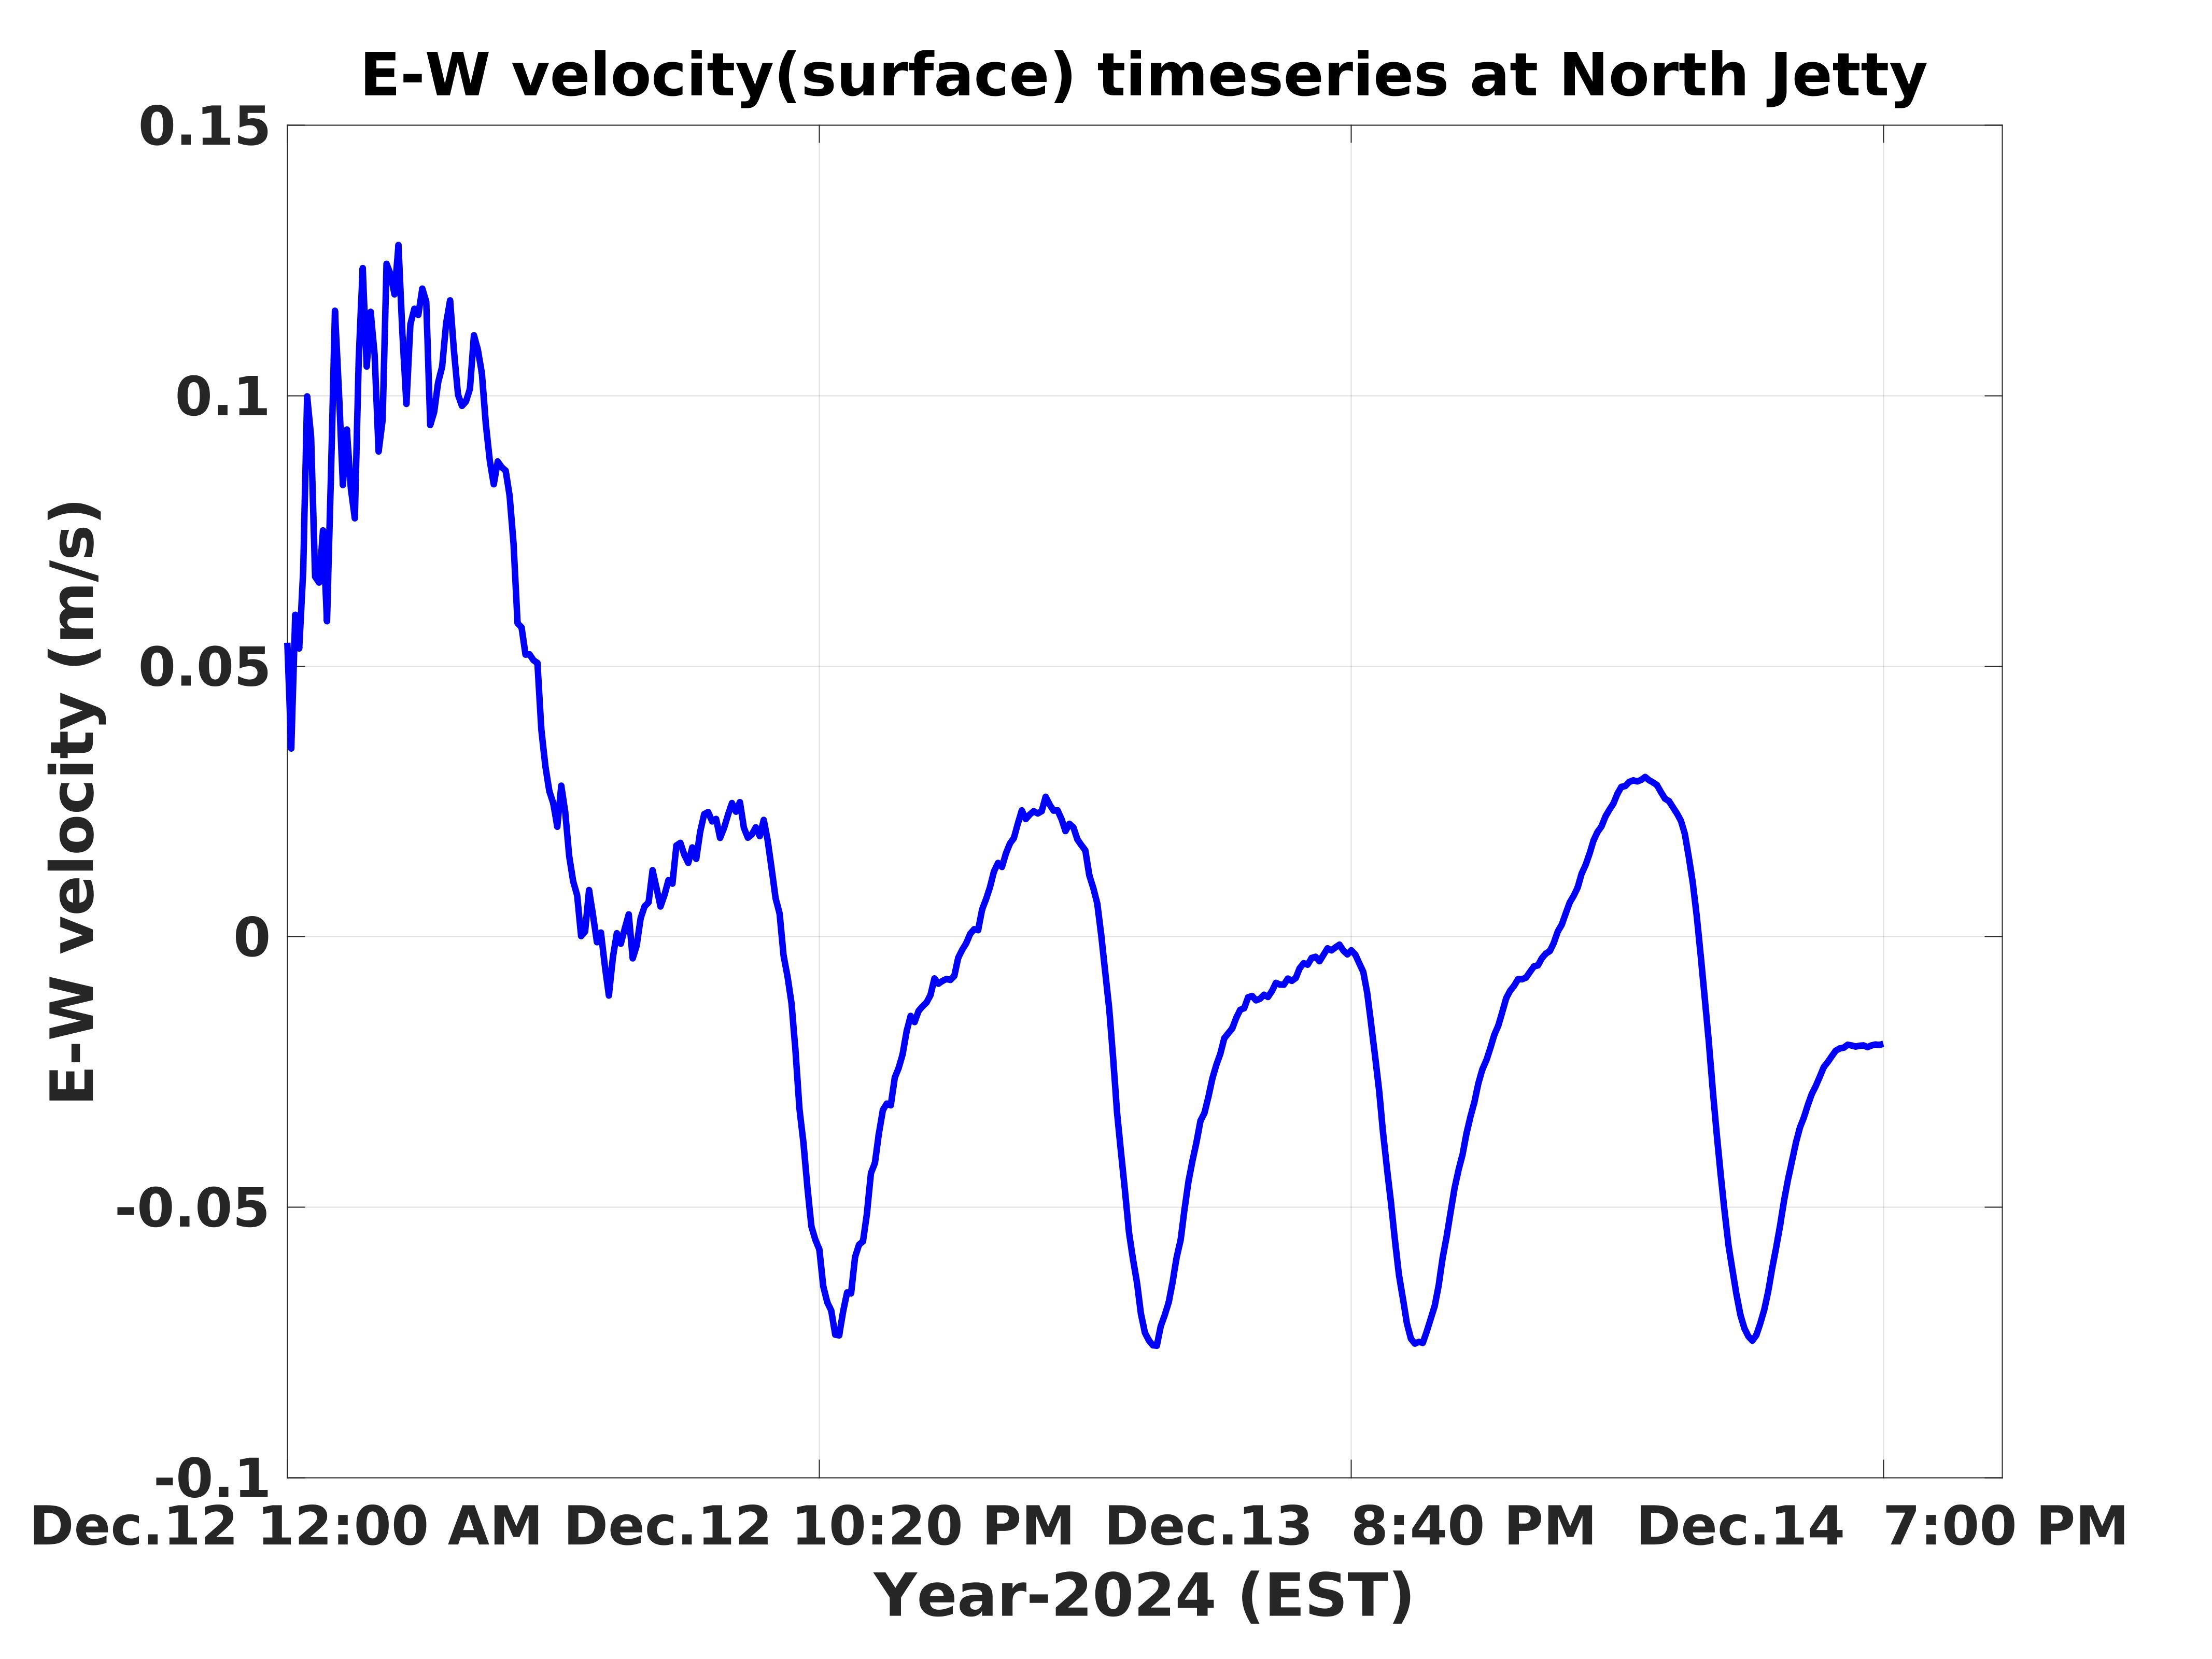 E-W velocity(surface) timeseries at North Jetty
0.15
0.1
0.05
0
-0.05
-0.1
E-W velocity (m/s)
Dec.12 12:00 AM Dec.12 10:20 PM Dec.13 8:40 PM Dec.14 7:00 PM
Year-2024 (EST)